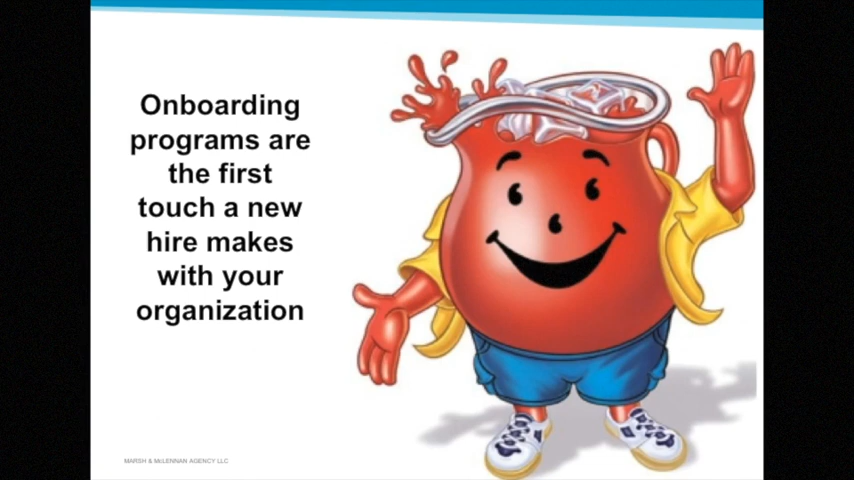 Onboarding
programs are
the first
touch a new
hire makes
with your
organization
MARSH & McLENNAN AGENCY LLC